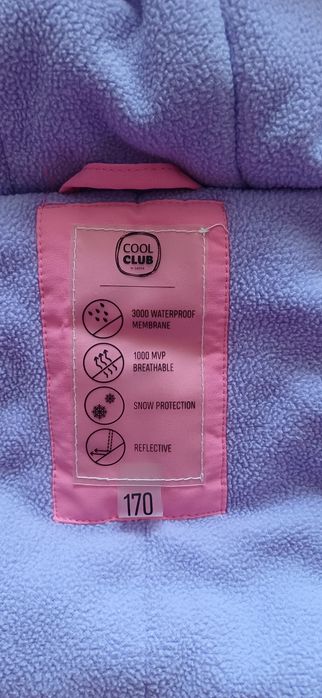 COOL
CLUB
3000 WATERPROOF
MEMBRANE
1000 MVP
BREATHABLE
SNOW PROTECTION
REFLECTIVE
170